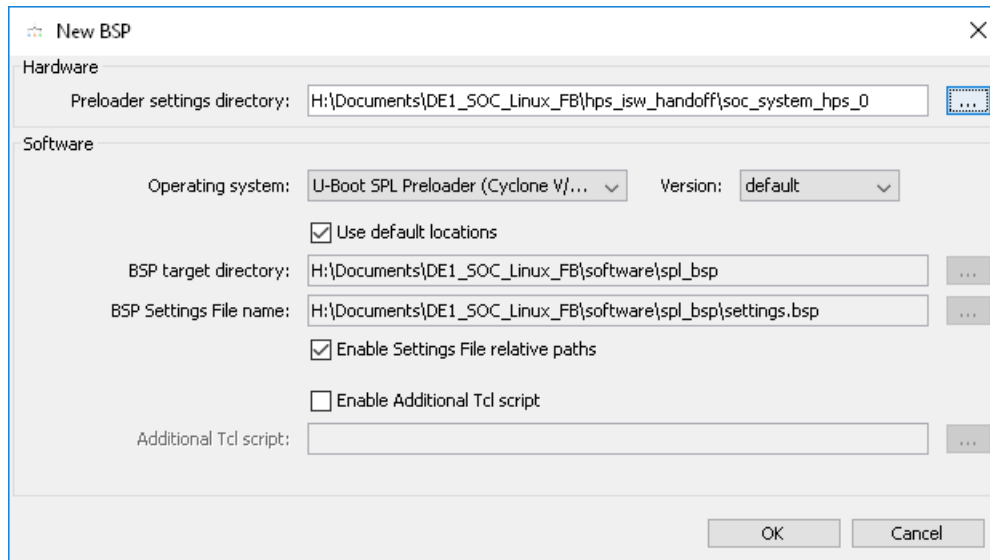 New BSP
Hardware
Preloader settings directory: H:\Documents\DE1_SOC_Linux_FB\hps_isw_handoff\soc_system_hps_0 ...
Software
Operating system: U-Boot SPL Preloader (Cyclone V/... Version: default
Use default locations
BSP target directory: H:\Documents\DE1_SOC_Linux_FB\software\spl_bsp ...
BSP Settings File name: H:\Documents\DE1_SOC_Linux_FB\software\spl_bsp\settings.bsp ...
Enable Settings File relative paths
Enable Additional Tcl script
Additional Tcl script: ...
OK Cancel